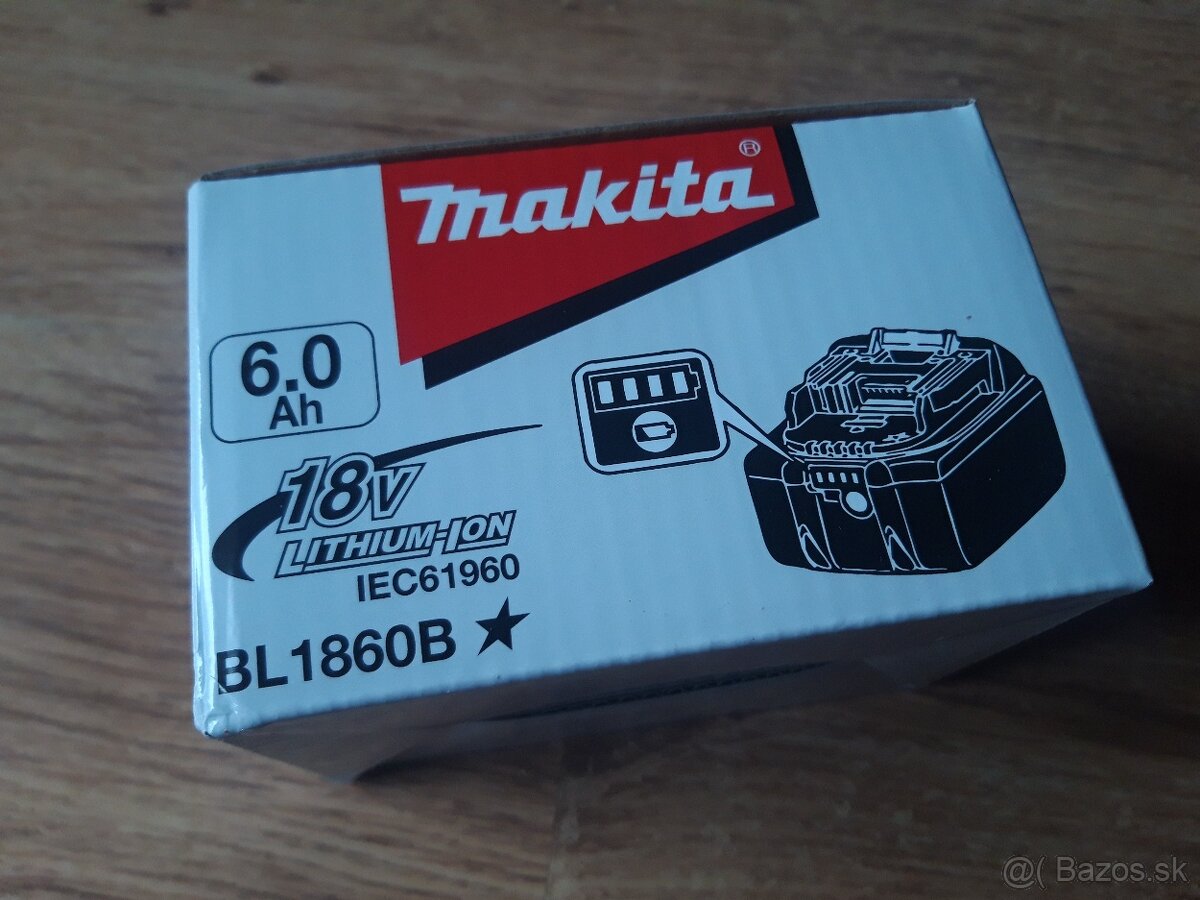 makita®
6.0
Ah
18V
LITHIUM-ION
IEC61960
BL1860B ★
@( Bazos.sk